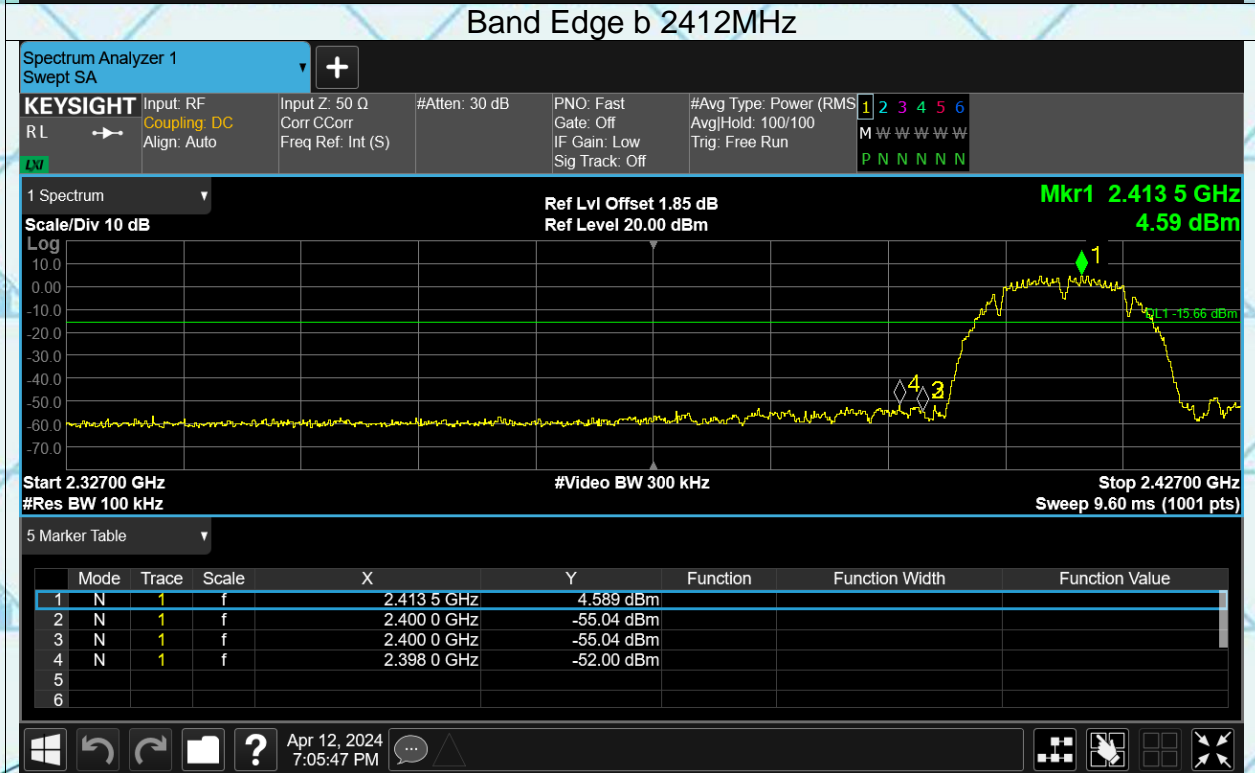 Band Edge b 2412MHz
Spectrum Analyzer 1
Swept SA
KEYSIGHT Input: RF Input Z: 50 Ω #Atten: 30 dB PNO: Fast #Avg Type: Power (RMS 1 2 3 4 5 6
RL Coupling: DC Corr CCorr Gate: Off Avg|Hold: 100/100 M W W W W W
Align: Auto Freq Ref: Int (S) IF Gain: Low Trig: Free Run
LXI Sig Track: Off P N N N N N
1 Spectrum Ref Lvl Offset 1.85 dB Mkr1 2.413 5 GHz
Scale/Div 10 dB Ref Level 20.00 dBm 4.59 dBm
Log
1
10.0
0.00
-10.0
DL1 -15.66 dBm
-20.0
-30.0
-40.0
4 2
-50.0
-60.0
-70.0
Start 2.32700 GHz #Video BW 300 kHz Stop 2.42700 GHz
#Res BW 100 kHz Sweep 9.60 ms (1001 pts)
5 Marker Table
Mode Trace Scale X Y Function Function Width Function Value
1 N 1 f 2.413 5 GHz 4.589 dBm
2 N 1 f 2.400 0 GHz -55.04 dBm
3 N 1 f 2.400 0 GHz -55.04 dBm
4 N 1 f 2.398 0 GHz -52.00 dBm
5
6
? Apr 12, 2024
7:05:47 PM